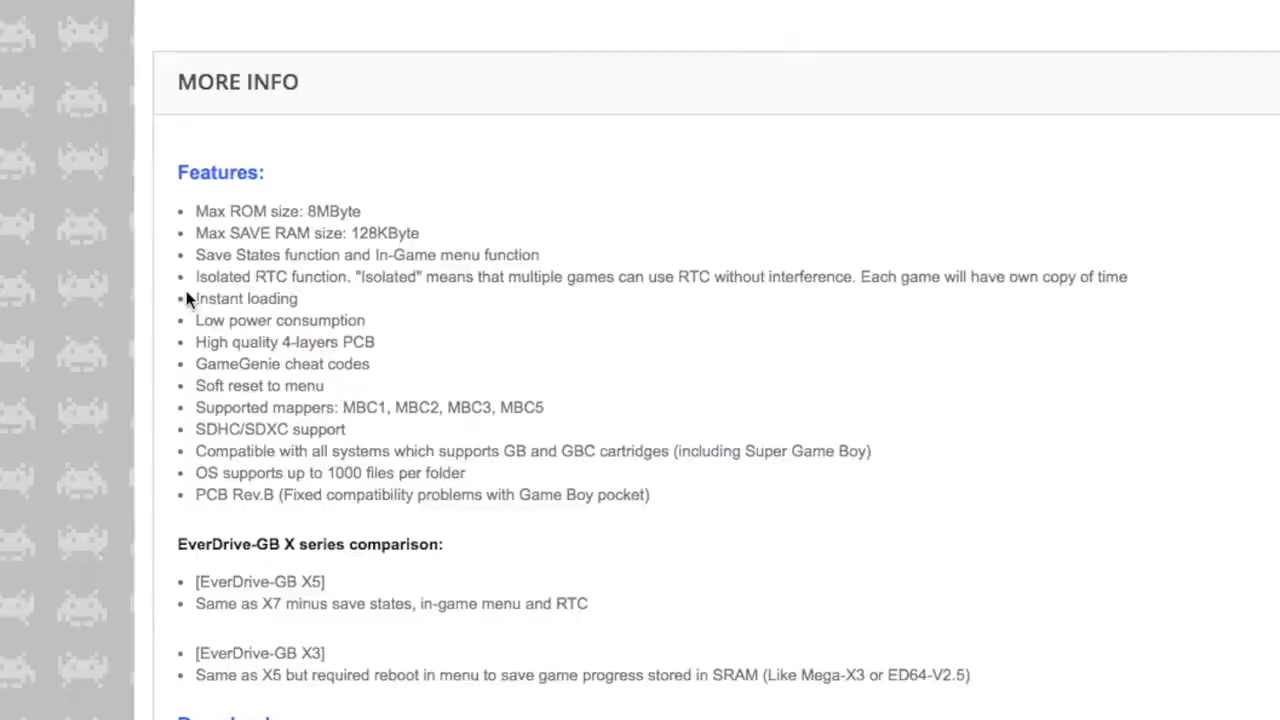 MORE INFO
Features:
Max ROM size: 8MByte
Max SAVE RAM size: 128KByte
Save States function and In-Game menu function
Isolated RTC function. "Isolated" means that multiple games can use RTC without interference. Each game will have own copy of time
Instant loading
Low power consumption
High quality 4-layers PCB
GameGenie cheat codes
Soft reset to menu
Supported mappers: MBC1, MBC2, MBC3, MBC5
SDHC/SDXC support
Compatible with all systems which supports GB and GBC cartridges (including Super Game Boy)
OS supports up to 1000 files per folder
PCB Rev.B (Fixed compatibility problems with Game Boy pocket)
EverDrive-GB X series comparison:
[EverDrive-GB X5]
Same as X7 minus save states, in-game menu and RTC
[EverDrive-GB X3]
Same as X5 but required reboot in menu to save game progress stored in SRAM (Like Mega-X3 or ED64-V2.5)